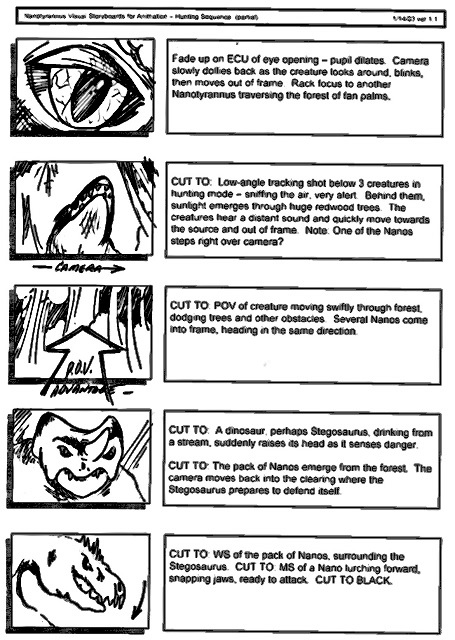 Nanotyrannus Visual Storyboards for Animation – Hunting Sequence (partial)
Fade up on ECU of eye opening – pupil dilates. Camera
slowly dollies back as the creature looks around, blinks,
then moves out of frame. Rack focus to another
Nanotyrannus traversing the forest of fan palms.
CUT TO: Low-angle tracking shot below 3 creatures in
hunting mode – sniffing the air, very alert. Behind them,
sunlight emerges through huge redwood trees. The
creatures hear a distant sound and quickly move towards
the source and out of frame. Note: One of the Nanos
steps right over camera?
CAMERA
CUT TO: POV of creature moving swiftly through forest,
dodging trees and other obstacles. Several Nanos come
into frame, heading in the same direction.
P.O.V.
CUT TO: A dinosaur, perhaps Stegosaurus, drinking from
a stream, suddenly raises its head as it senses danger.
CUT TO: The pack of Nanos emerge from the forest. The
camera moves back into the clearing where the
Stegosaurus prepares to defend itself.
CUT TO: WS of the pack of Nanos, surrounding the
Stegosaurus. CUT TO: MS of a Nano lurching forward,
snapping jaws, ready to attack. CUT TO BLACK.